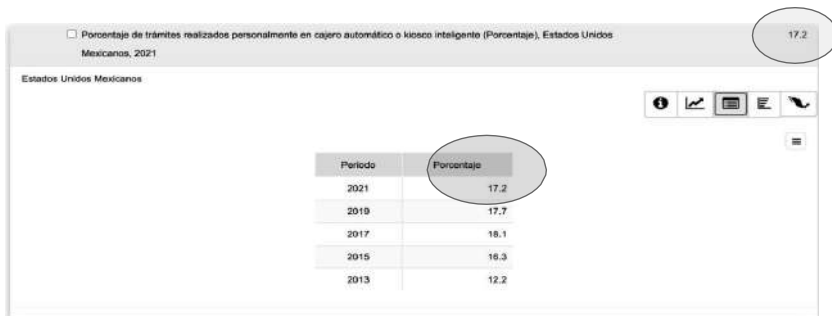 Porcentaje de trámites realizados personalmente en cajero automático o kiosco inteligente (Porcentaje), Estados Unidos
Mexicanos, 2021
17.2
Estados Unidos Mexicanos
Periodo Porcentaje
2021 17.2
2019 17.7
2017 18.1
2015 16.3
2013 12.2